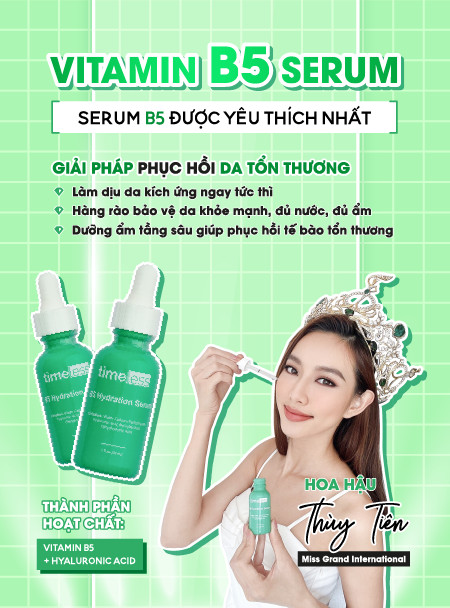 VITAMIN B5 SERUM
SERUM B5 ĐƯỢC YÊU THÍCH NHẤT
GIẢI PHÁP PHỤC HỒI DA TỔN THƯƠNG
Làm dịu da kích ứng ngay tức thì
Hàng rào bảo vệ da khỏe mạnh, đủ nước, đủ ẩm
Dưỡng ẩm tầng sâu giúp phục hồi tế bào tổn thương
timeless
B5 Hydration
timeless
B5 Hydration Serum
HOA HẬU
Thùy Tiên
Miss Grand International
THÀNH PHẦN
HOẠT CHẤT:
VITAMIN B5
+ HYALURONIC ACID